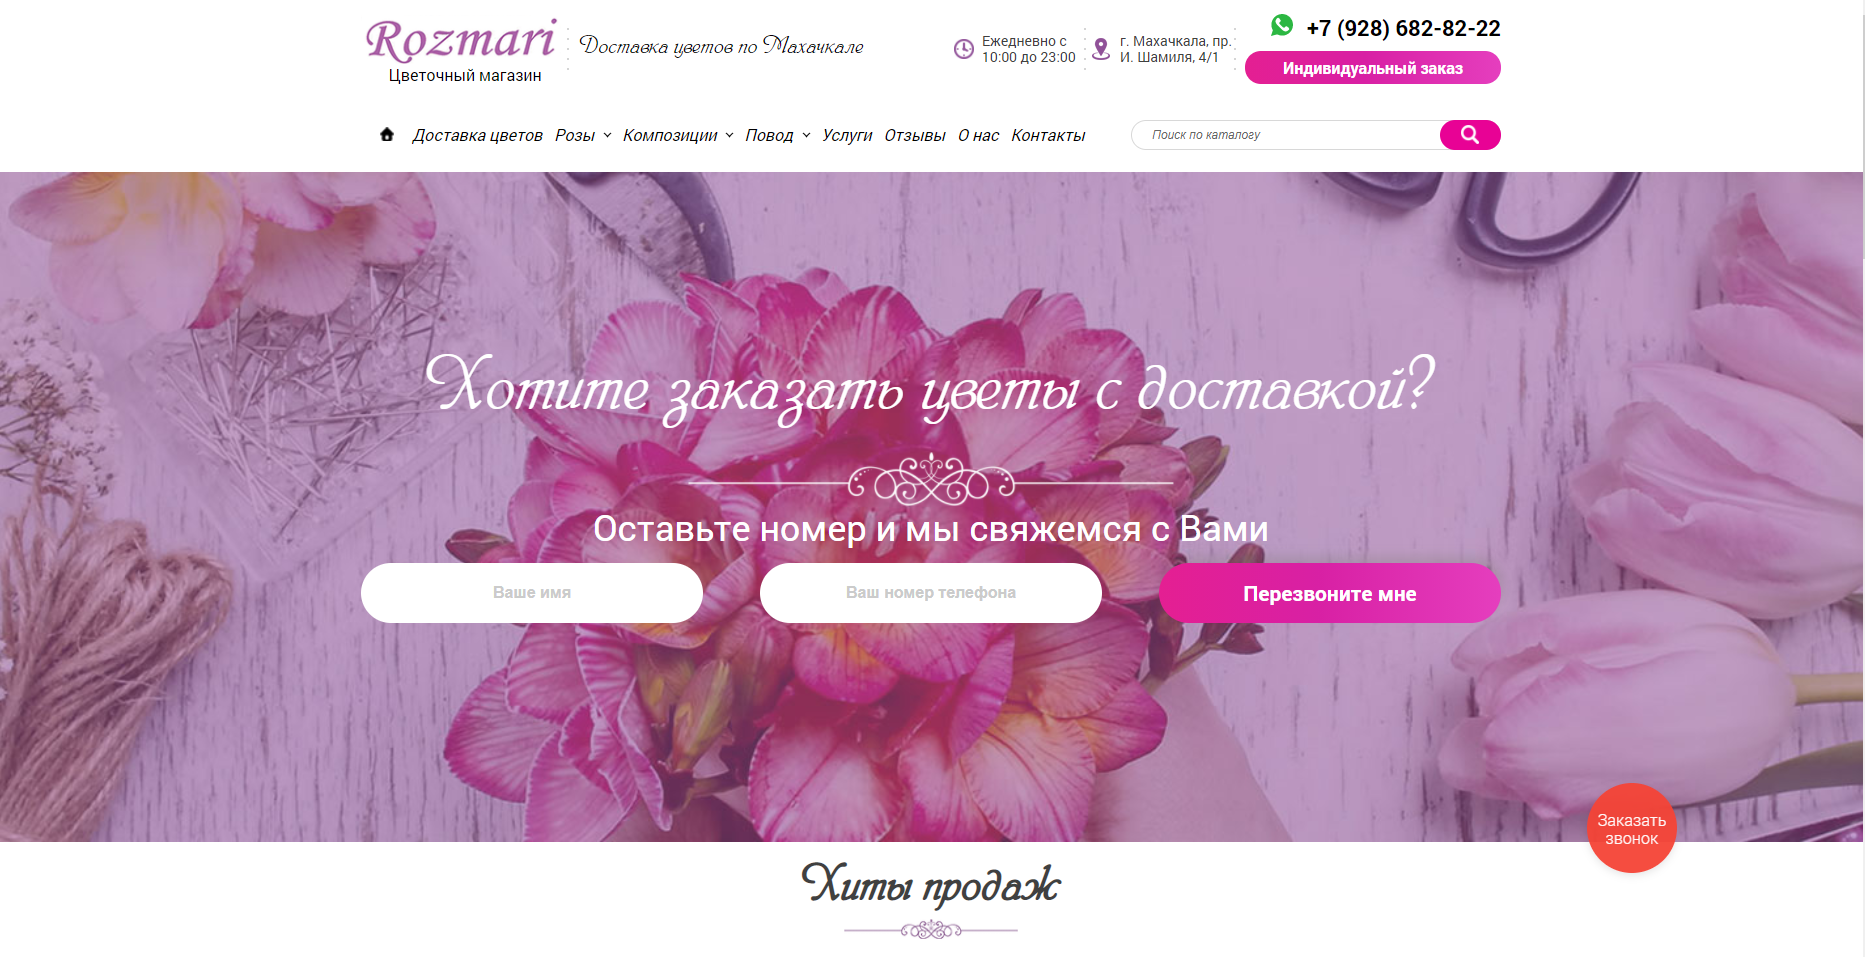 Rozmari
Цветочный магазин
Доставка цветов по Махачкале
Ежедневно с
10:00 до 23:00
г. Махачкала, пр.
И. Шамиля, 4/1
+7 (928) 682-82-22
Индивидуальный заказ
Доставка цветов Розы Композиции Повод Услуги Отзывы О нас Контакты
Поиск по каталогу
Хотите заказать цветы с доставкой?
Оставьте номер и мы свяжемся с Вами
Ваше имя
Ваш номер телефона
Перезвоните мне
Заказать
звонок
Хиты продаж